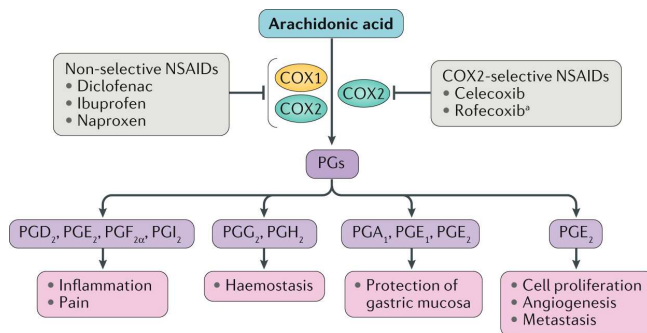 Arachidonic acid
Non-selective NSAIDs
• Diclofenac
• Ibuprofen
• Naproxen
COX1
COX2
COX2
COX2-selective NSAIDs
• Celecoxib
• Rofecoxibᵃ
PGs
PGD₂, PGE₂, PGF₂α, PGI₂
PGG₂, PGH₂
PGA₁, PGE₁, PGE₂
PGE₂
• Inflammation
• Pain
• Haemostasis
• Protection of
gastric mucosa
• Cell proliferation
• Angiogenesis
• Metastasis